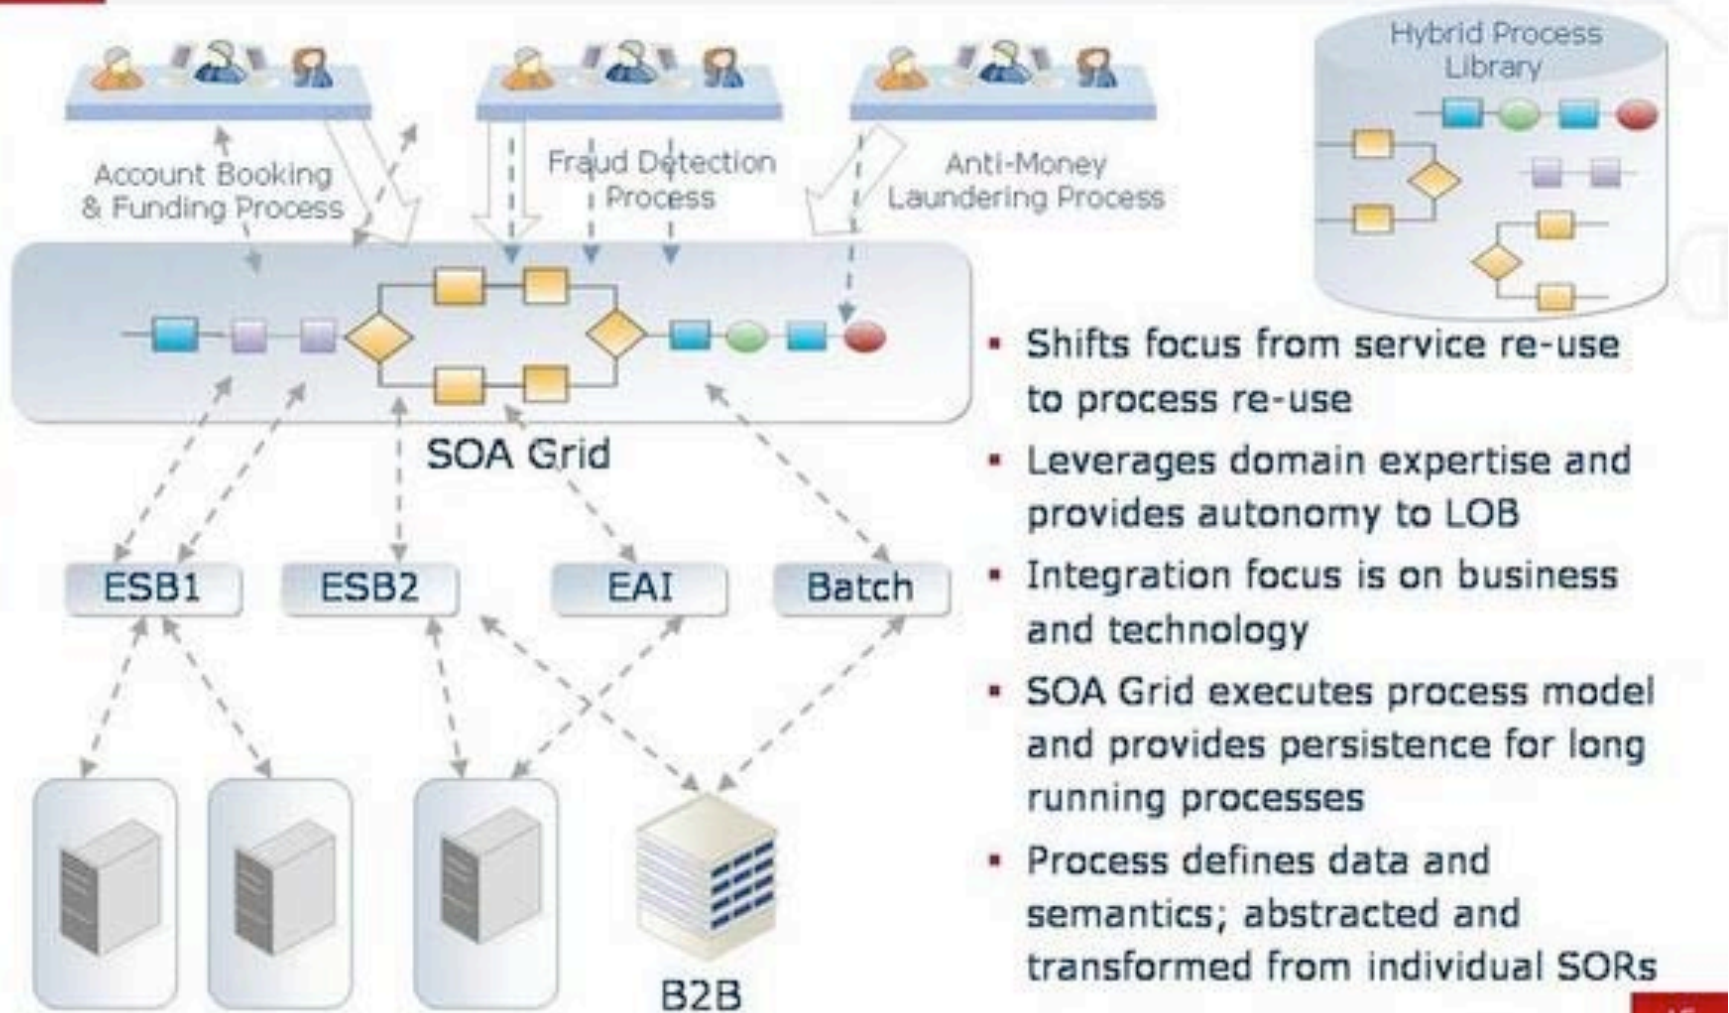 Hybrid Process
Library
Account Booking
& Funding Process
Fraud Detection
Process
Anti-Money
Laundering Process
SOA Grid
ESB1
ESB2
EAI
Batch
B2B
▪ Shifts focus from service re-use
to process re-use
▪ Leverages domain expertise and
provides autonomy to LOB
▪ Integration focus is on business
and technology
▪ SOA Grid executes process model
and provides persistence for long
running processes
▪ Process defines data and
semantics; abstracted and
transformed from individual SORs